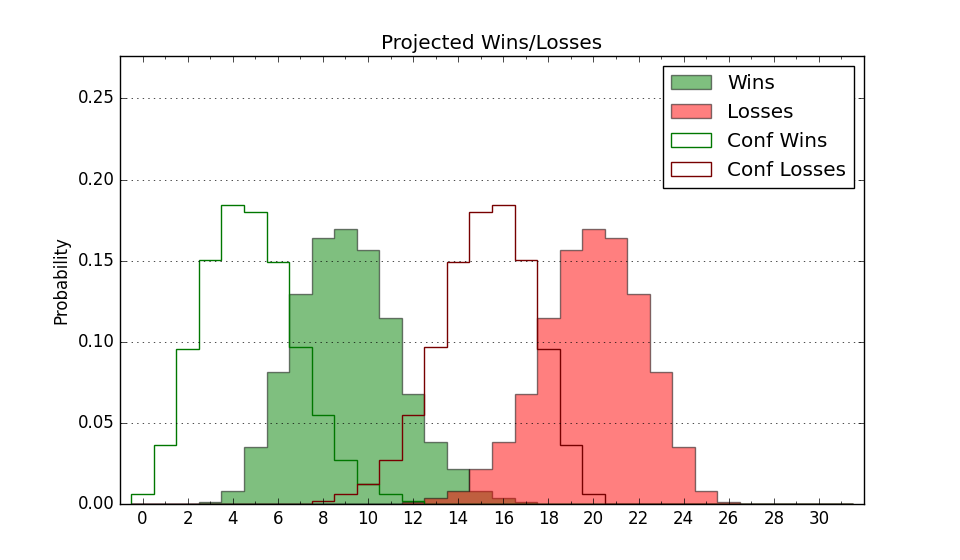 Projected Wins/Losses
Wins
Losses
Conf Wins
Conf Losses
Probability
0.25
0.20
0.15
0.10
0.05
0.00
0 2 4 6 8 10 12 14 16 18 20 22 24 26 28 30